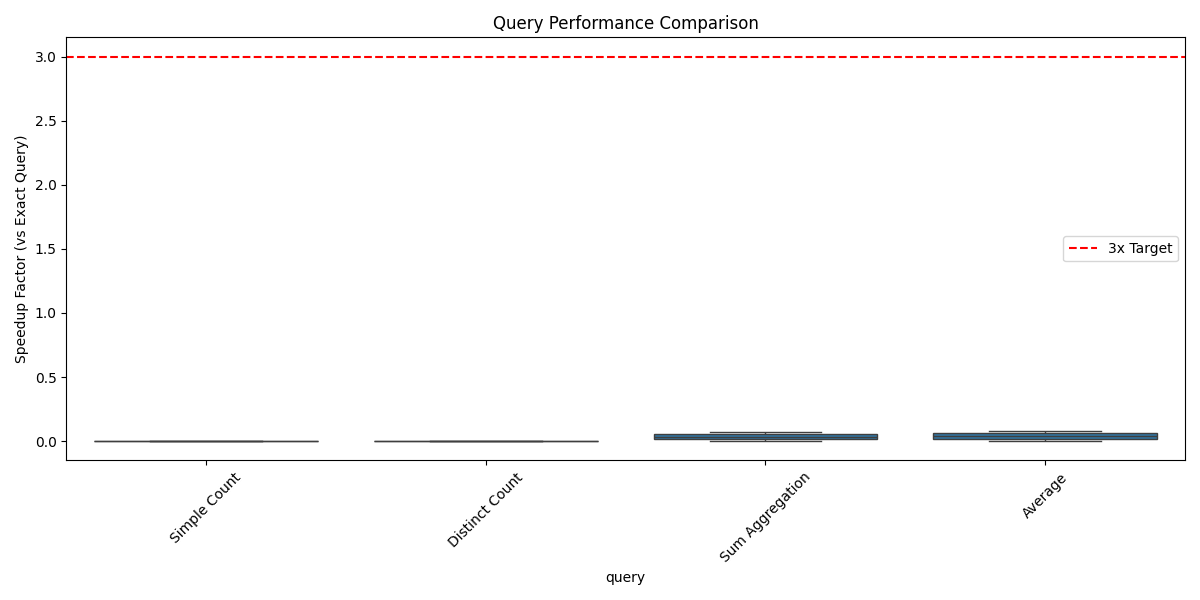 Query Performance Comparison
Speedup Factor (vs Exact Query)
3.0
2.5
2.0
1.5
1.0
0.5
0.0
3x Target
Simple Count
Distinct Count
Sum Aggregation
Average
query